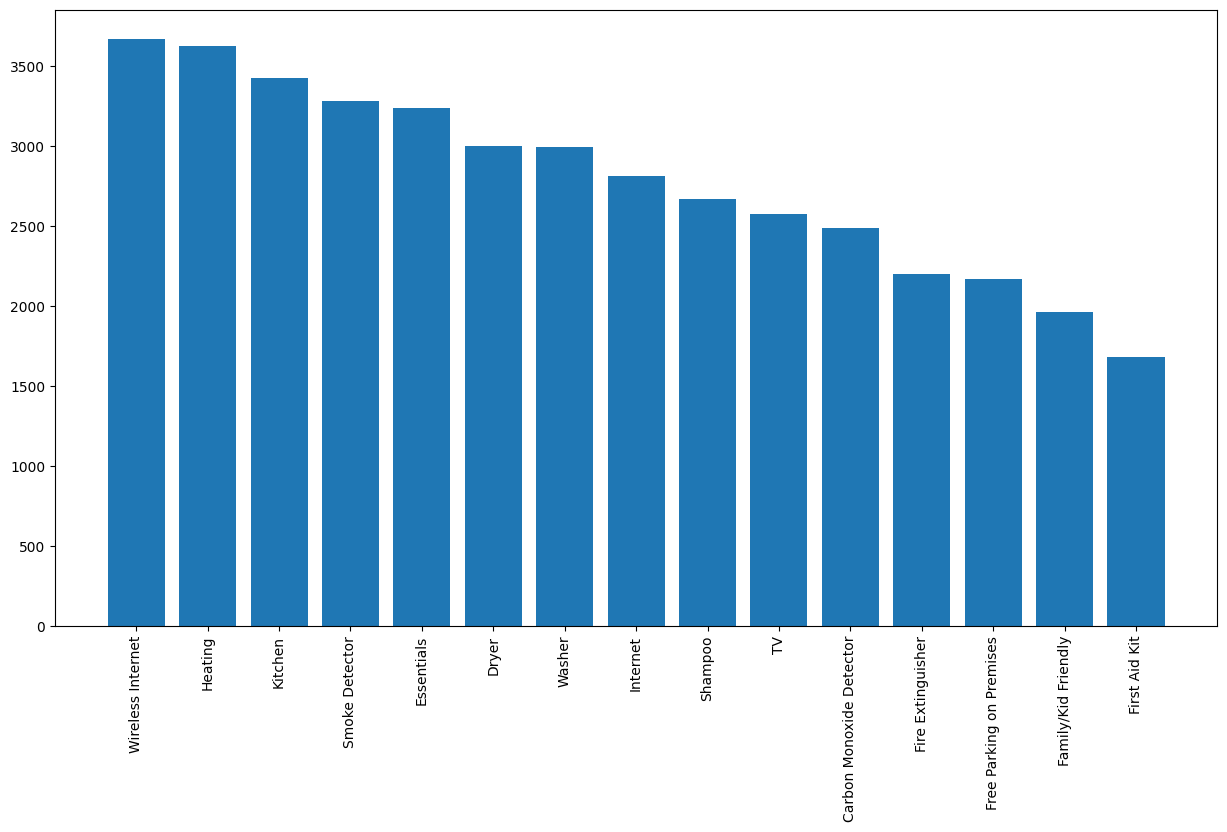 3500
3000
2500
2000
1500
1000
500
0
Wireless Internet
Heating
Kitchen
Smoke Detector
Essentials
Dryer
Washer
Internet
Shampoo
TV
Carbon Monoxide Detector
Fire Extinguisher
Free Parking on Premises
Family/Kid Friendly
First Aid Kit